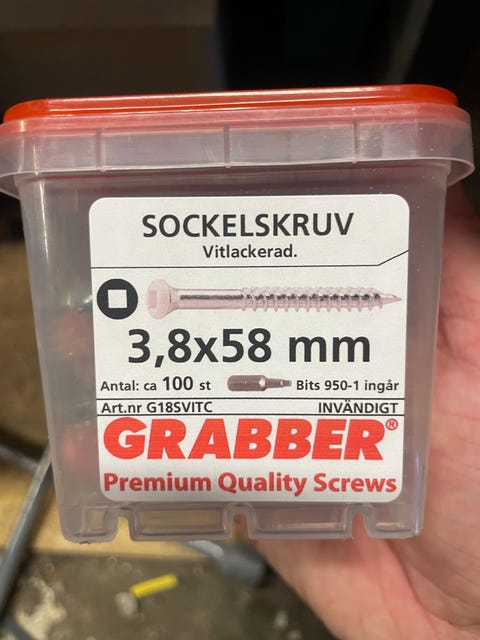 SOCKELSKRUV
Vitlackerad.
3,8x58 mm
Antal: ca 100 st Bits 950-1 ingår
Art.nr G18SVITC INVÄNDIGT
GRABBER®
Premium Quality Screws